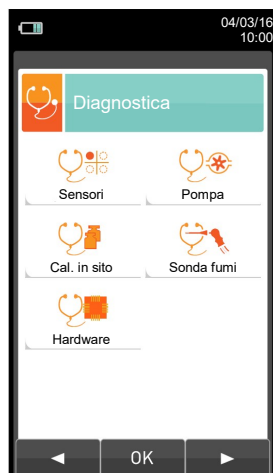 04/03/16
10:00
Diagnostica
Sensori
Pompa
Cal. in sito
Sonda fumi
Hardware
OK